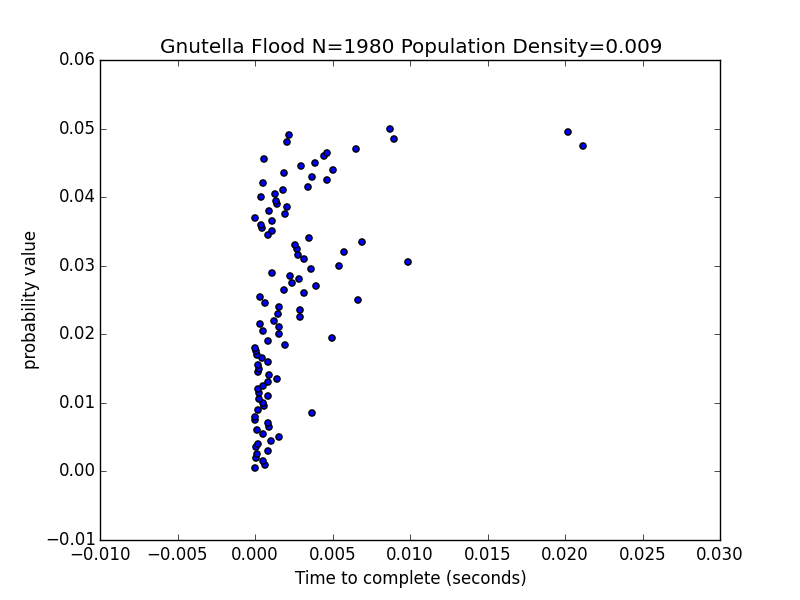 Gnutella Flood N=1980 Population Density=0.009
0.06
0.05
0.04
0.03
0.02
0.01
0.00
−0.01
probability value
−0.010 −0.005 0.000 0.005 0.010 0.015 0.020 0.025 0.030
Time to complete (seconds)